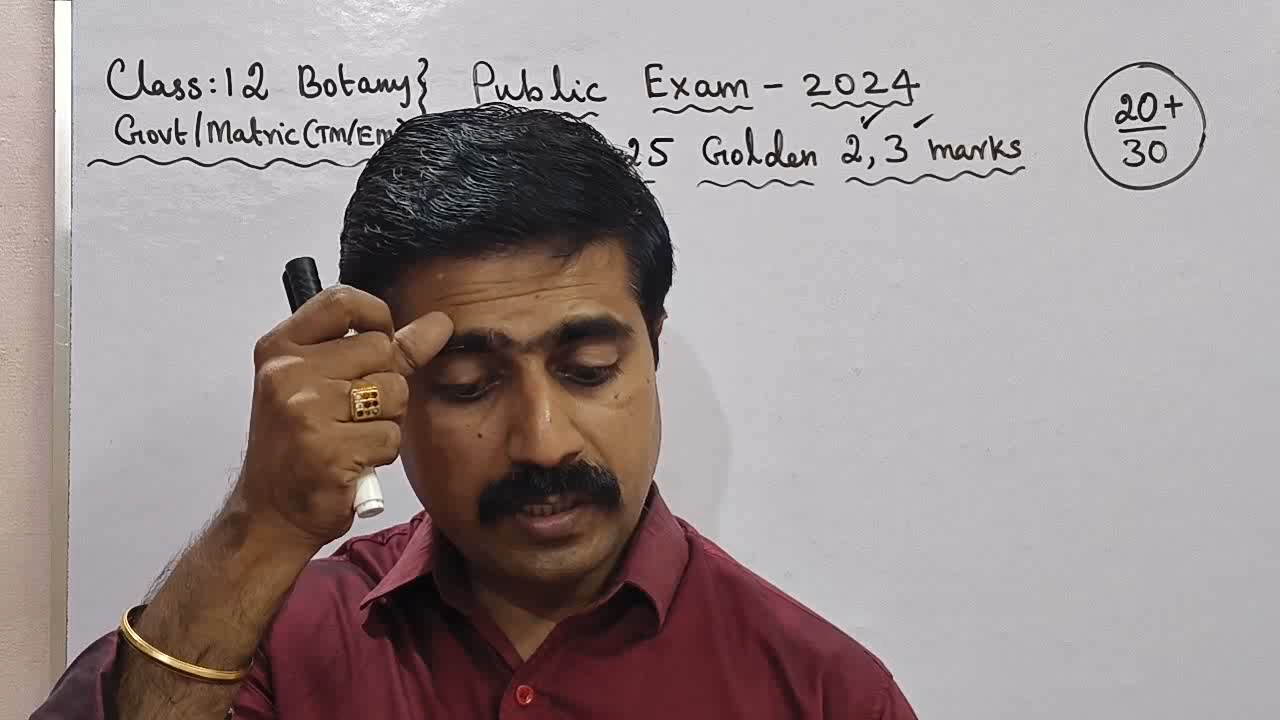 Class:12 Botany} Public Exam - 2024
Govt/Matric(TM/EM) 25 Golden 2, 3 marks
20+
30